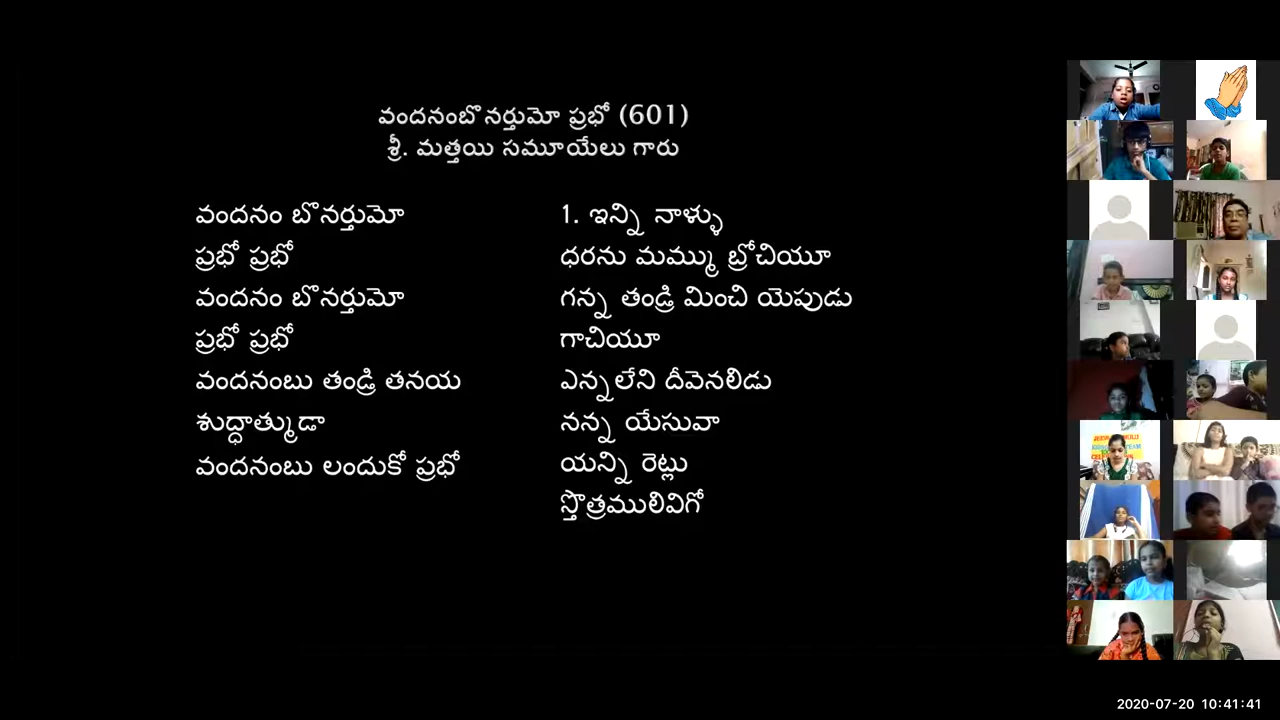 వందనంబొనర్తుమో ప్రభో (601)
శ్రీ. మత్తయి సమూయేలు గారు
వందనం బొనర్తుమో
ప్రభో ప్రభో
వందనం బొనర్తుమో
ప్రభో ప్రభో
వందనంబు తండ్రి తనయ
శుద్ధాత్ముడా
వందనంబు లందుకో ప్రభో
1. ఇన్ని నాళ్ళు
ధరను మమ్ము బ్రోచియూ
గన్న తండ్రి మించి యెపుడు
గాచియూ
ఎన్నలేని దీవెనలిడు
నన్న యేసువా
యన్ని రెట్లు
స్తొత్రములివిగో
2020-07-20 10:41:41